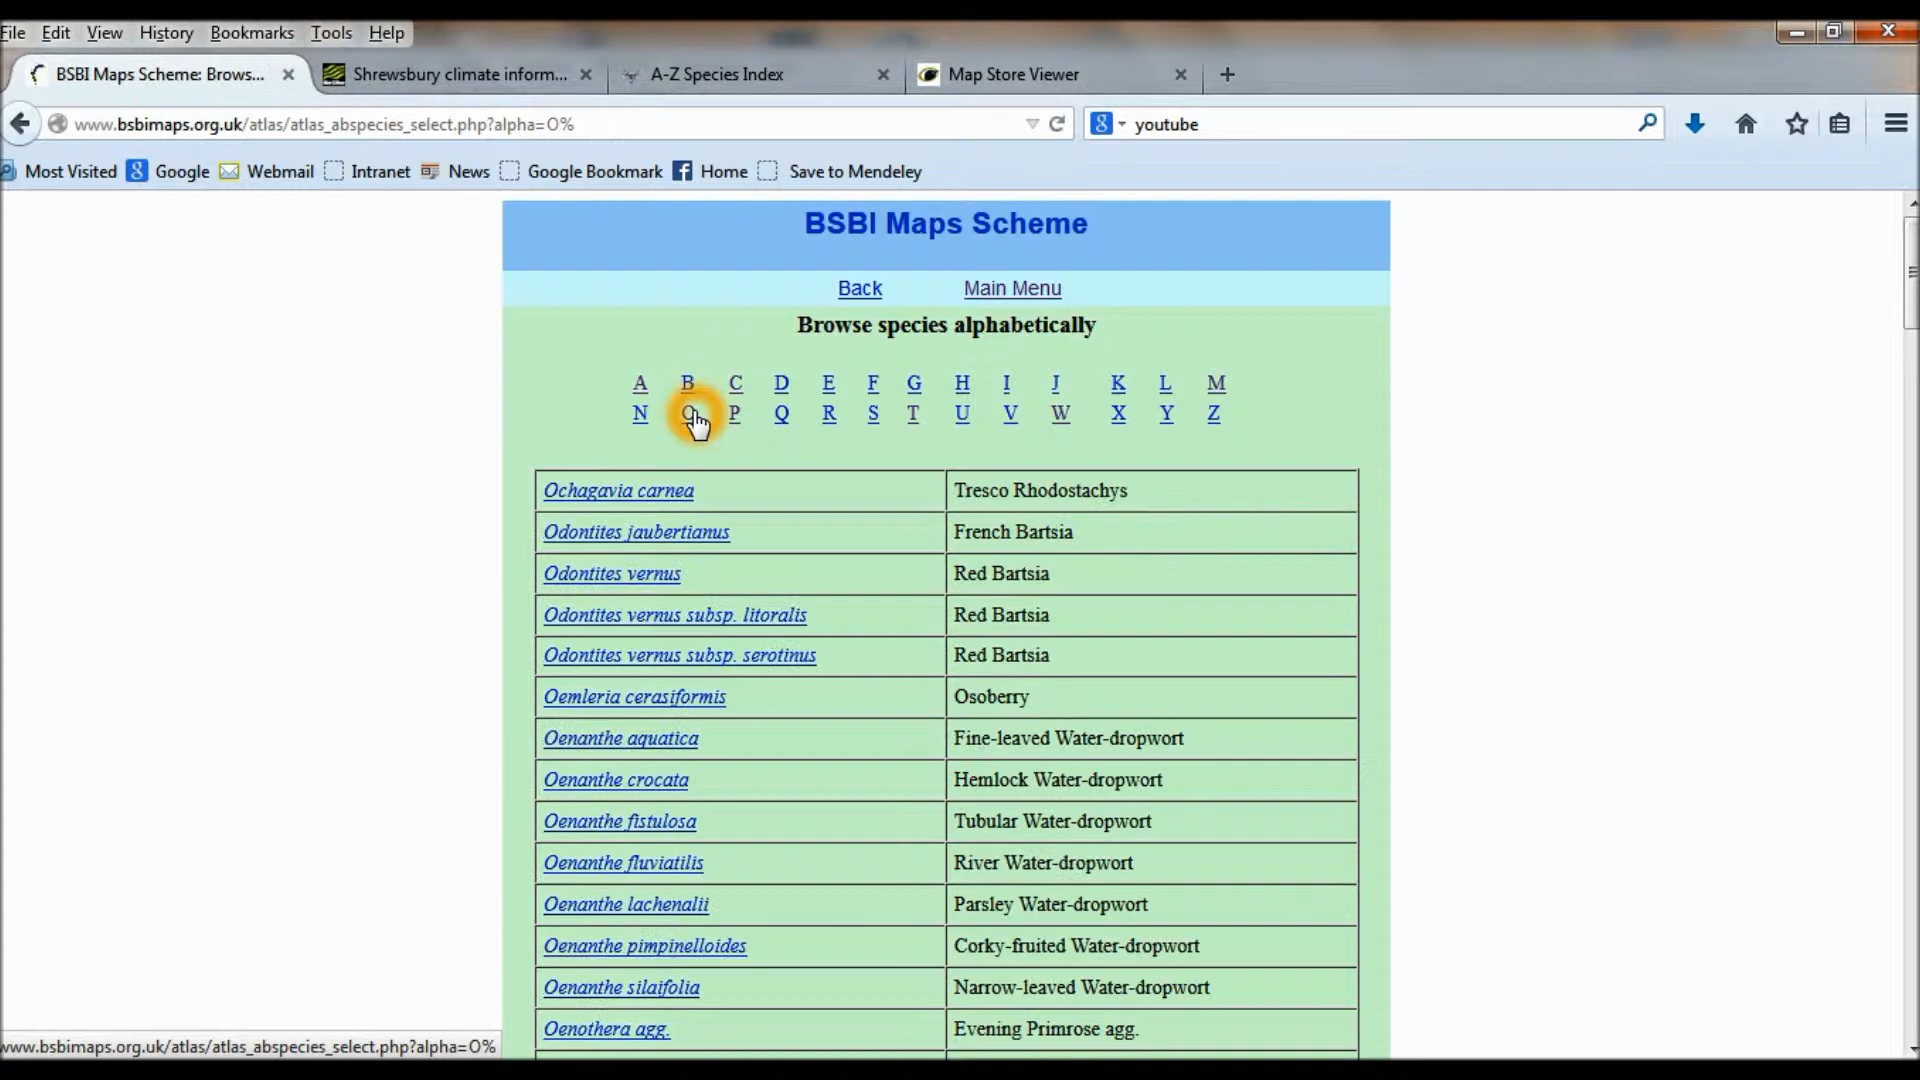 File Edit View History Bookmarks Tools Help
BSBI Maps Scheme: Brows... Shrewsbury climate inform... A-Z Species Index Map Store Viewer
www.bsbimaps.org.uk/atlas/atlas_abspecies_select.php?alpha=O% youtube
Most Visited Google Webmail Intranet News Google Bookmark Home Save to Mendeley
BSBI Maps Scheme
Back Main Menu
Browse species alphabetically
A B C D E F G H I J K L M
N O P Q R S T U V W X Y Z
Ochagavia carnea Tresco Rhodostachys
Odontites jaubertianus French Bartsia
Odontites vernus Red Bartsia
Odontites vernus subsp. litoralis Red Bartsia
Odontites vernus subsp. serotinus Red Bartsia
Oemleria cerasiformis Osoberry
Oenanthe aquatica Fine-leaved Water-dropwort
Oenanthe crocata Hemlock Water-dropwort
Oenanthe fistulosa Tubular Water-dropwort
Oenanthe fluviatilis River Water-dropwort
Oenanthe lachenalii Parsley Water-dropwort
Oenanthe pimpinelloides Corky-fruited Water-dropwort
Oenanthe silaifolia Narrow-leaved Water-dropwort
Oenothera agg. Evening Primrose agg.
www.bsbimaps.org.uk/atlas/atlas_abspecies_select.php?alpha=O%